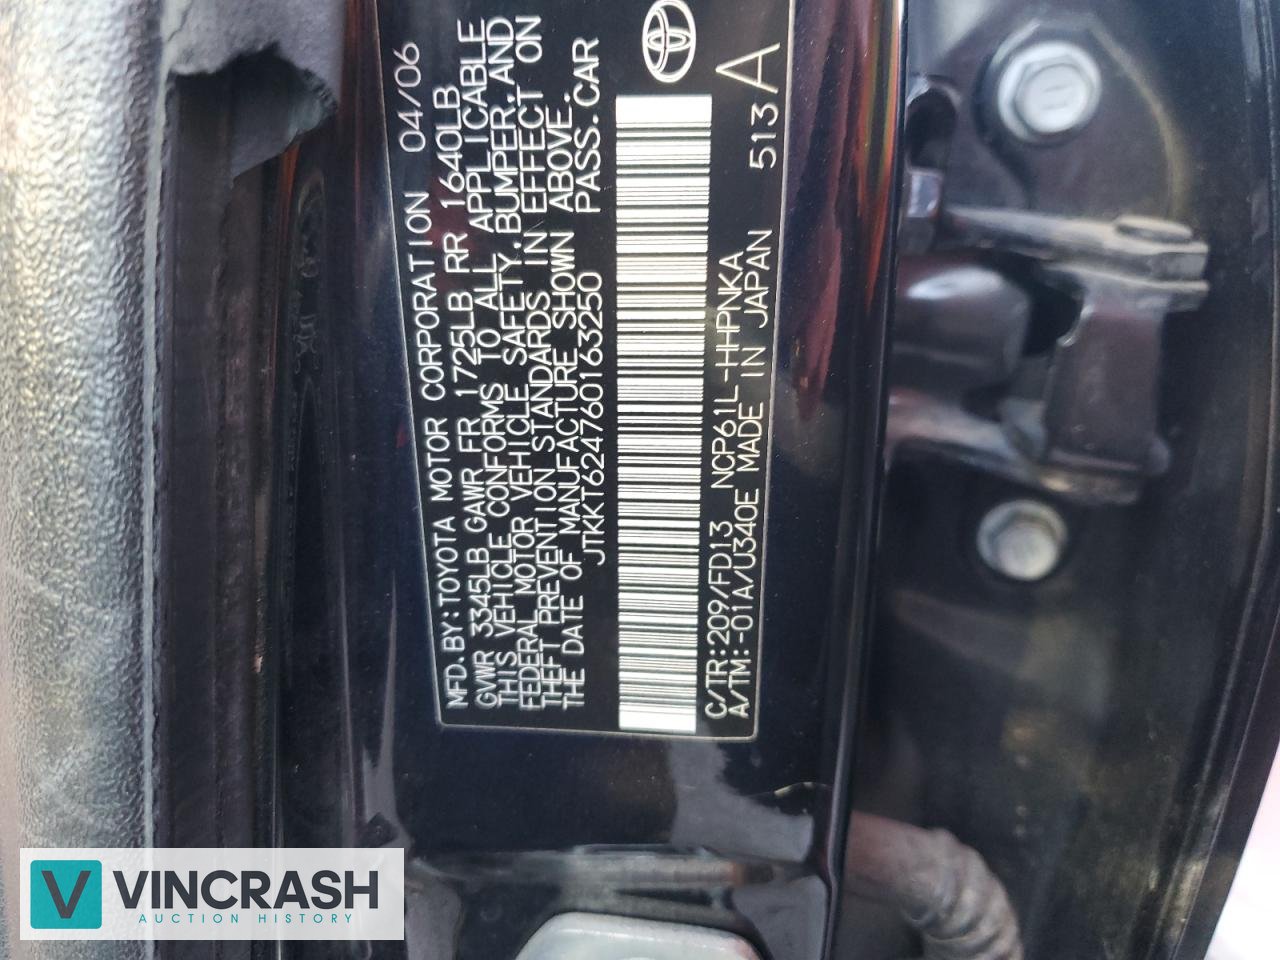 MFD. BY: TOYOTA MOTOR CORPORATION 04/06
GVWR 3345LB GAWR FR 1725LB RR 1640LB
THIS VEHICLE CONFORMS TO ALL APPLICABLE
FEDERAL MOTOR VEHICLE SAFETY, BUMPER, AND
THEFT PREVENTION STANDARDS IN EFFECT ON
THE DATE OF MANUFACTURE SHOWN ABOVE.
JTKKT624760163250 PASS. CAR
C/TR: 209/FD13 NCP61L-HHPNKA
A/TM: -01A/U340E MADE IN JAPAN 513 A
V VINCRASH
AUCTION HISTORY